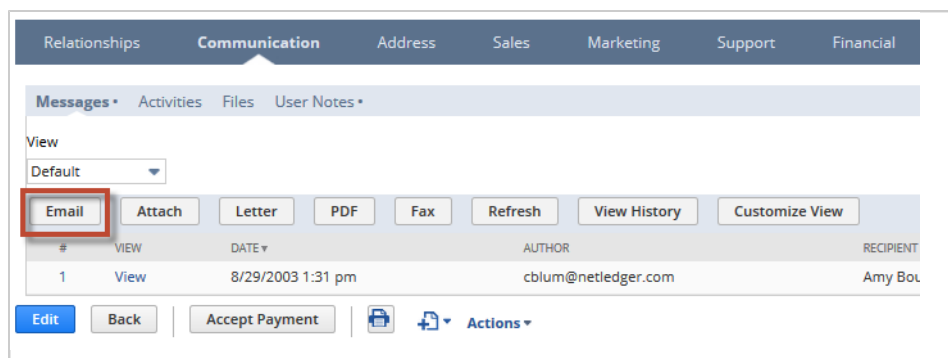 Relationships Communication Address Sales Marketing Support Financial
Messages • Activities Files User Notes •
View
Default
Email Attach Letter PDF Fax Refresh View History Customize View
# VIEW DATE AUTHOR RECIPIENT
1 View 8/29/2003 1:31 pm cblum@netledger.com Amy Bou
Edit Back Accept Payment Actions